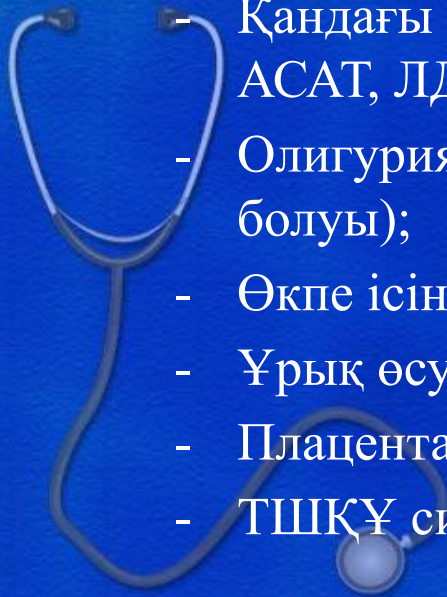 - Қандағы
АСАТ, ЛД
- Олигурия
болуы);
- Өкпе ісін
- Ұрық өсу
- Плацента
- ТШҚҰ си